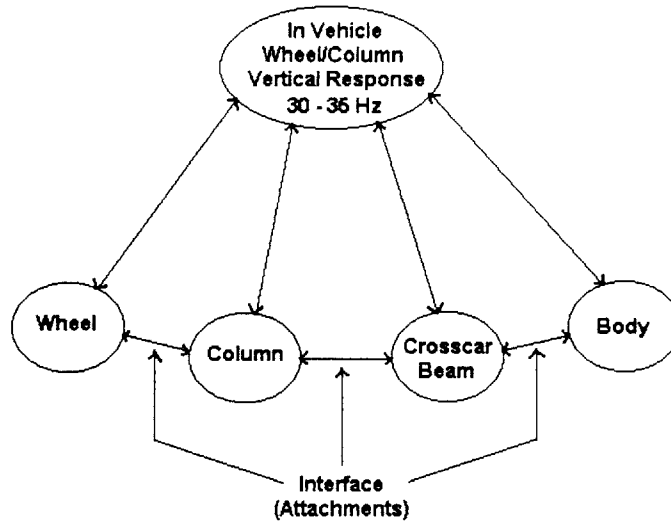 In Vehicle
Wheel/Column
Vertical Response
30 - 35 Hz
Wheel
Column
Crosscar
Beam
Body
Interface
(Attachments)